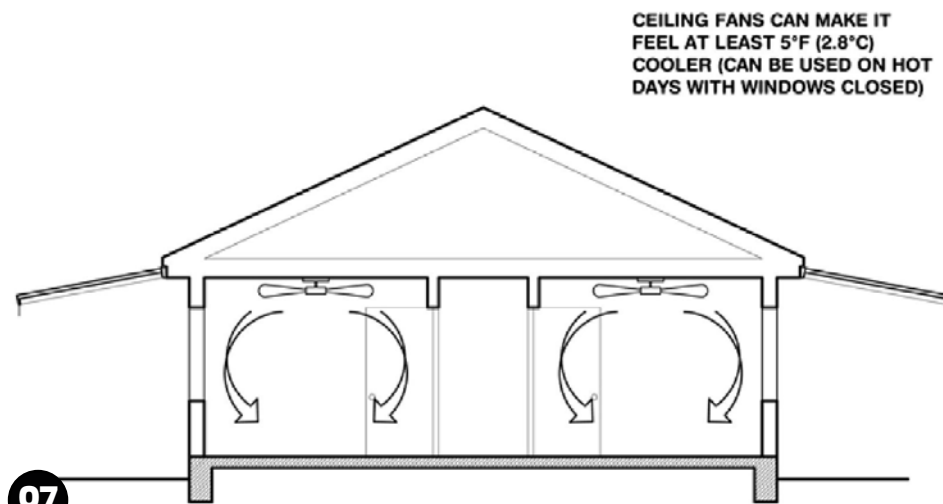 CEILING FANS CAN MAKE IT
FEEL AT LEAST 5°F (2.8°C)
COOLER (CAN BE USED ON HOT
DAYS WITH WINDOWS CLOSED)
07